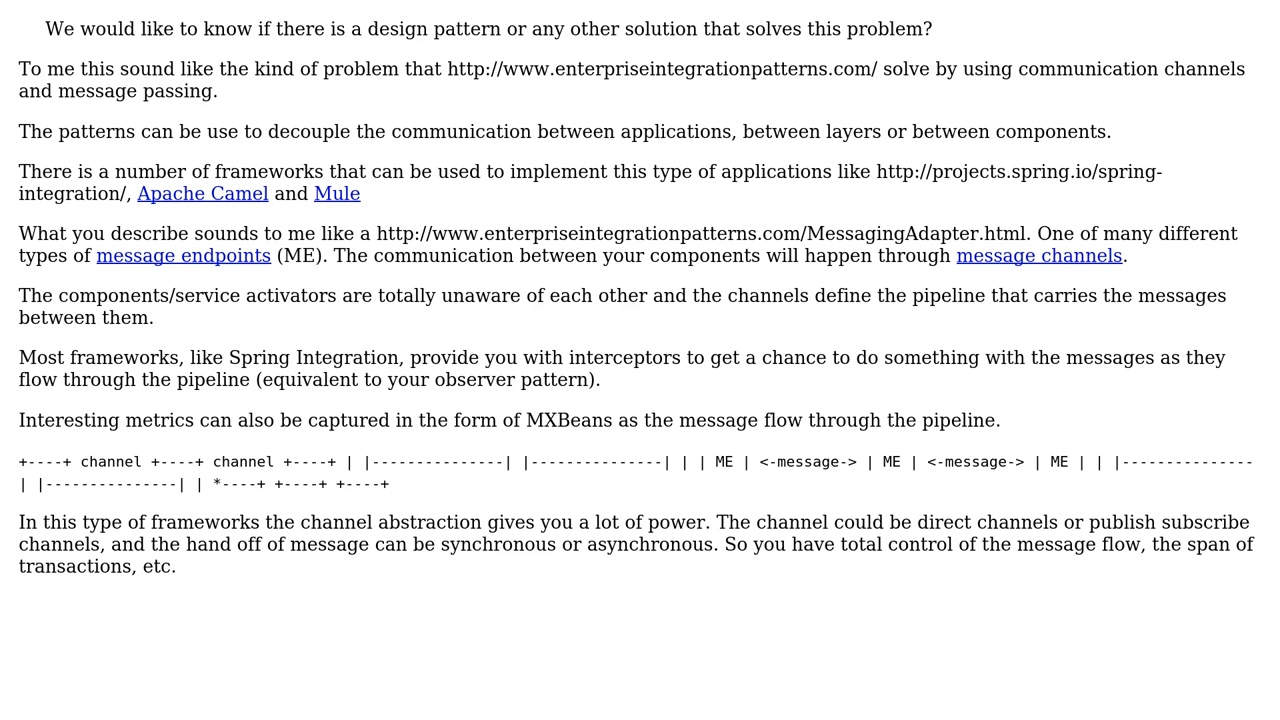 We would like to know if there is a design pattern or any other solution that solves this problem?
To me this sound like the kind of problem that http://www.enterpriseintegrationpatterns.com/ solve by using communication channels
and message passing.
The patterns can be use to decouple the communication between applications, between layers or between components.
There is a number of frameworks that can be used to implement this type of applications like http://projects.spring.io/spring-
integration/, Apache Camel and Mule
What you describe sounds to me like a http://www.enterpriseintegrationpatterns.com/MessagingAdapter.html. One of many different
types of message endpoints (ME). The communication between your components will happen through message channels.
The components/service activators are totally unaware of each other and the channels define the pipeline that carries the messages
between them.
Most frameworks, like Spring Integration, provide you with interceptors to get a chance to do something with the messages as they
flow through the pipeline (equivalent to your observer pattern).
Interesting metrics can also be captured in the form of MXBeans as the message flow through the pipeline.
+----+ channel +----+ channel +----+ | |---------------| |---------------| | | ME | <-message-> | ME | <-message-> | ME | | |---------------
| |---------------| | *----+ +----+ +----+
In this type of frameworks the channel abstraction gives you a lot of power. The channel could be direct channels or publish subscribe
channels, and the hand off of message can be synchronous or asynchronous. So you have total control of the message flow, the span of
transactions, etc.